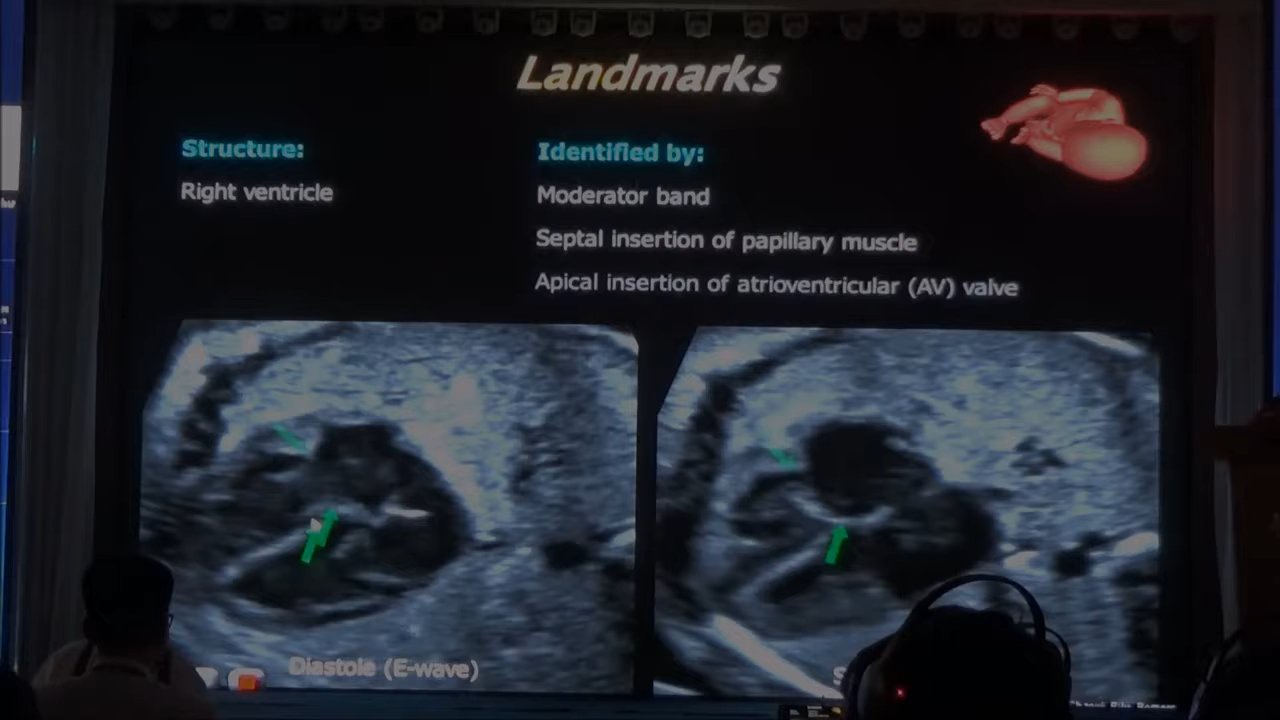 Landmarks
Structure:
Right ventricle
Identified by:
Moderator band
Septal insertion of papillary muscle
Apical insertion of atrioventricular (AV) valve
Diastole (E-wave)